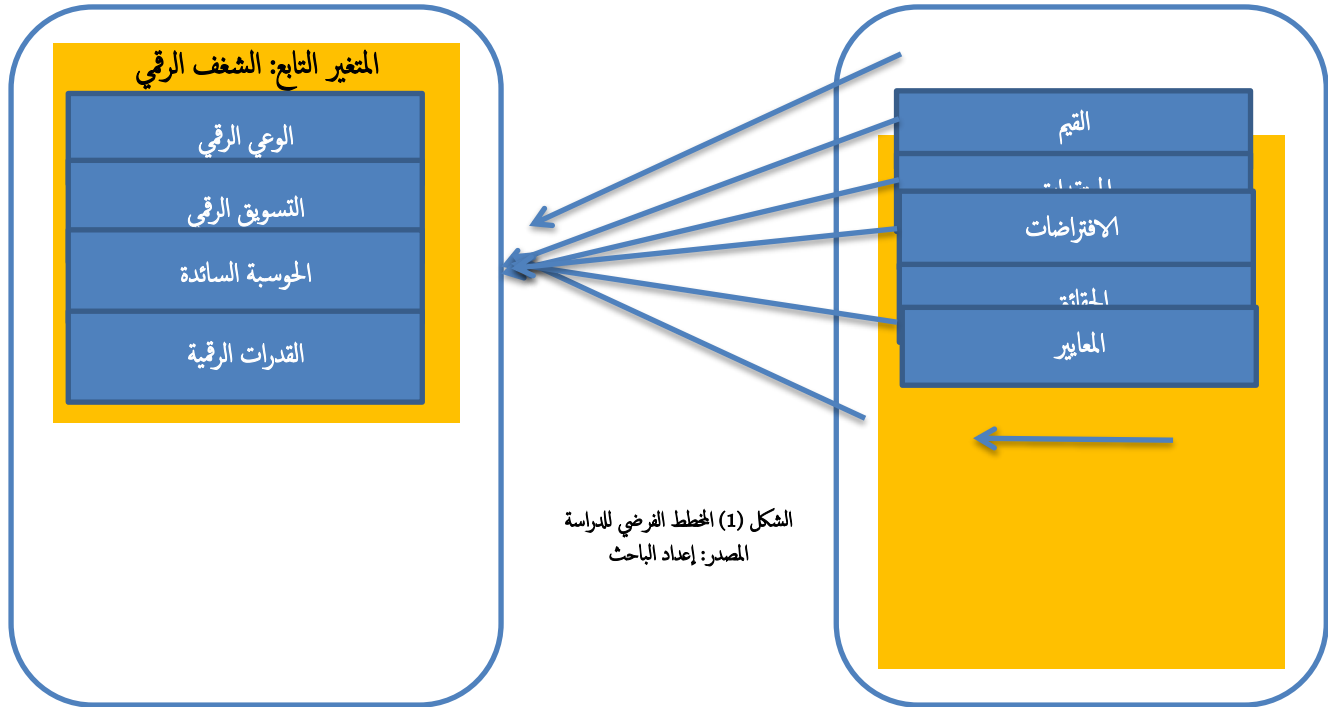 القيم
الافتراضات
المعايير
المتغير التابع: الشغف الرقمي
الوعي الرقمي
التسويق الرقمي
الحوسبة السائدة
القدرات الرقمية
الشكل (1) المخطط الفرضي للدراسة
المصدر: إعداد الباحث